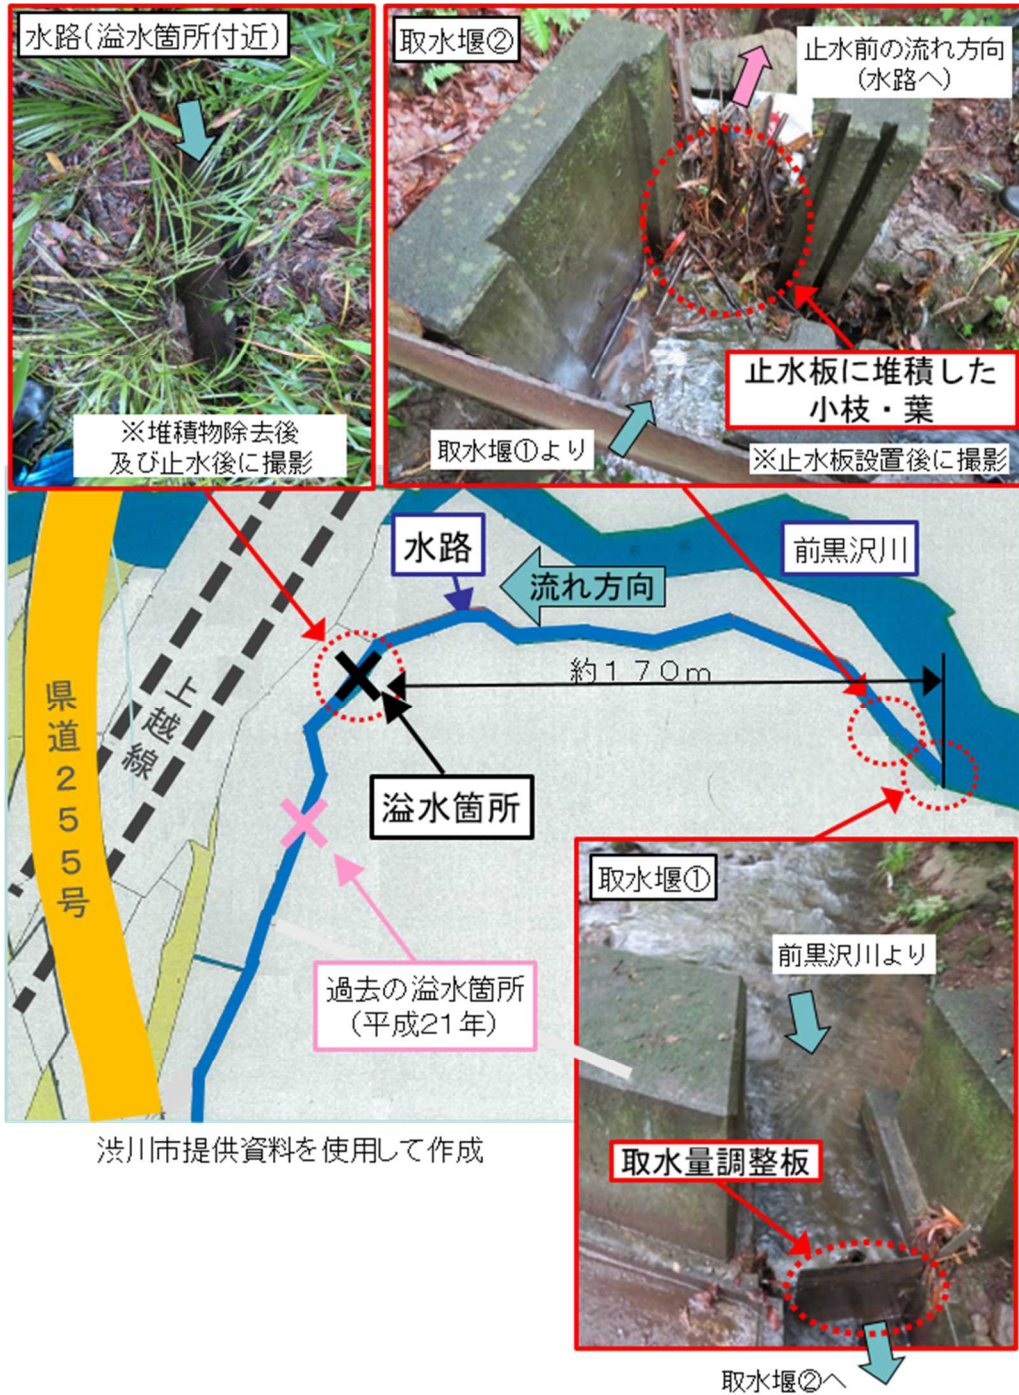 水路(溢水箇所付近)
※堆積物除去後
及び止水後に撮影
取水堰②
止水前の流れ方向
(水路へ)
止水板に堆積した
小枝・葉
取水堰①より
※止水板設置後に撮影
水路
流れ方向
前黒沢川
約170m
上越線
県道255号
溢水箇所
過去の溢水箇所
(平成21年)
取水堰①
前黒沢川より
取水量調整板
取水堰②へ
渋川市提供資料を使用して作成